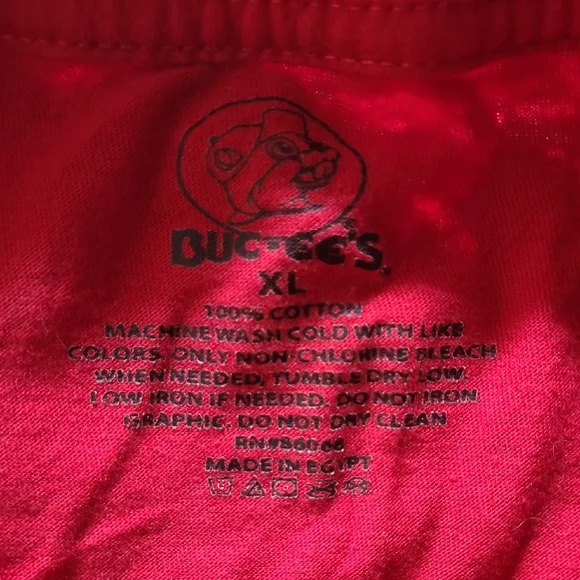 BUC-EE'S
XL
100% COTTON
MACHINE WASH COLD WITH LIKE
COLORS. ONLY NON-CHLORINE BLEACH
WHEN NEEDED. TUMBLE DRY LOW.
LOW IRON IF NEEDED. DO NOT IRON
GRAPHIC. DO NOT DRY CLEAN
MADE IN EGYPT